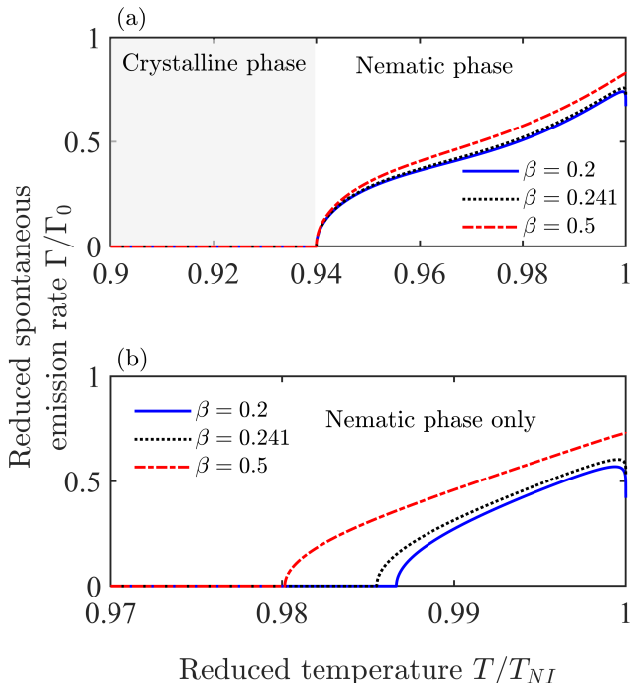 (a)
1
0.5
0
Crystalline phase
Nematic phase
β = 0.2
β = 0.241
β = 0.5
0.9
0.92
0.94
0.96
0.98
1
Reduced spontaneous
emission rate Γ/Γ₀
(b)
1
0.5
0
β = 0.2
β = 0.241
β = 0.5
Nematic phase only
0.97
0.98
0.99
1
Reduced temperature T/T_{NI}